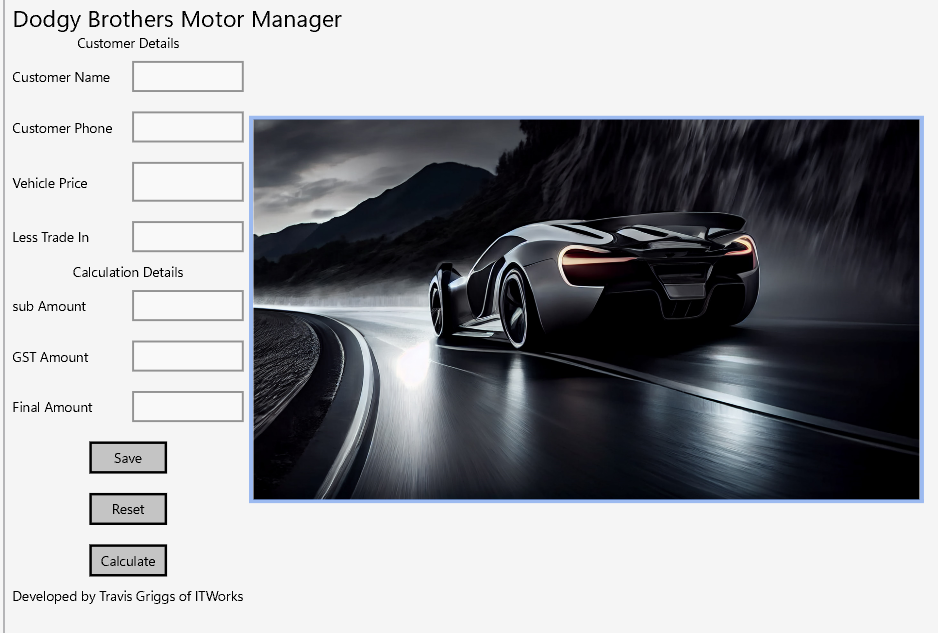 Dodgy Brothers Motor Manager
Customer Details
Customer Name
Customer Phone
Vehicle Price
Less Trade In
Calculation Details
sub Amount
GST Amount
Final Amount
Save
Reset
Calculate
Developed by Travis Griggs of ITWorks